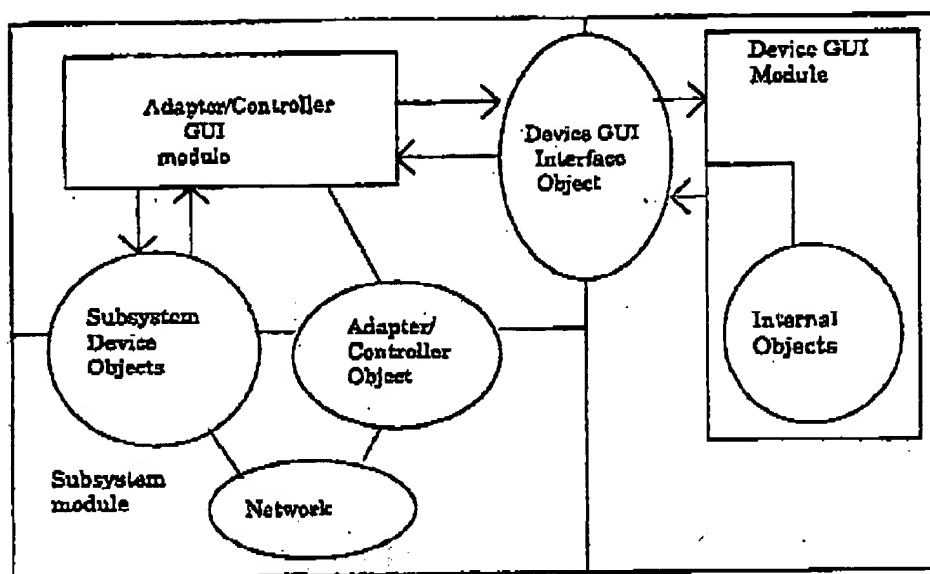 Adaptor/Controller
GUI
modulo
Device GUI
Interface
Object
Device GUI
Module
Subsystem
Device
Objects
Adapter/
Controller
Object
Internal
Objects
Subsystem
module
Network